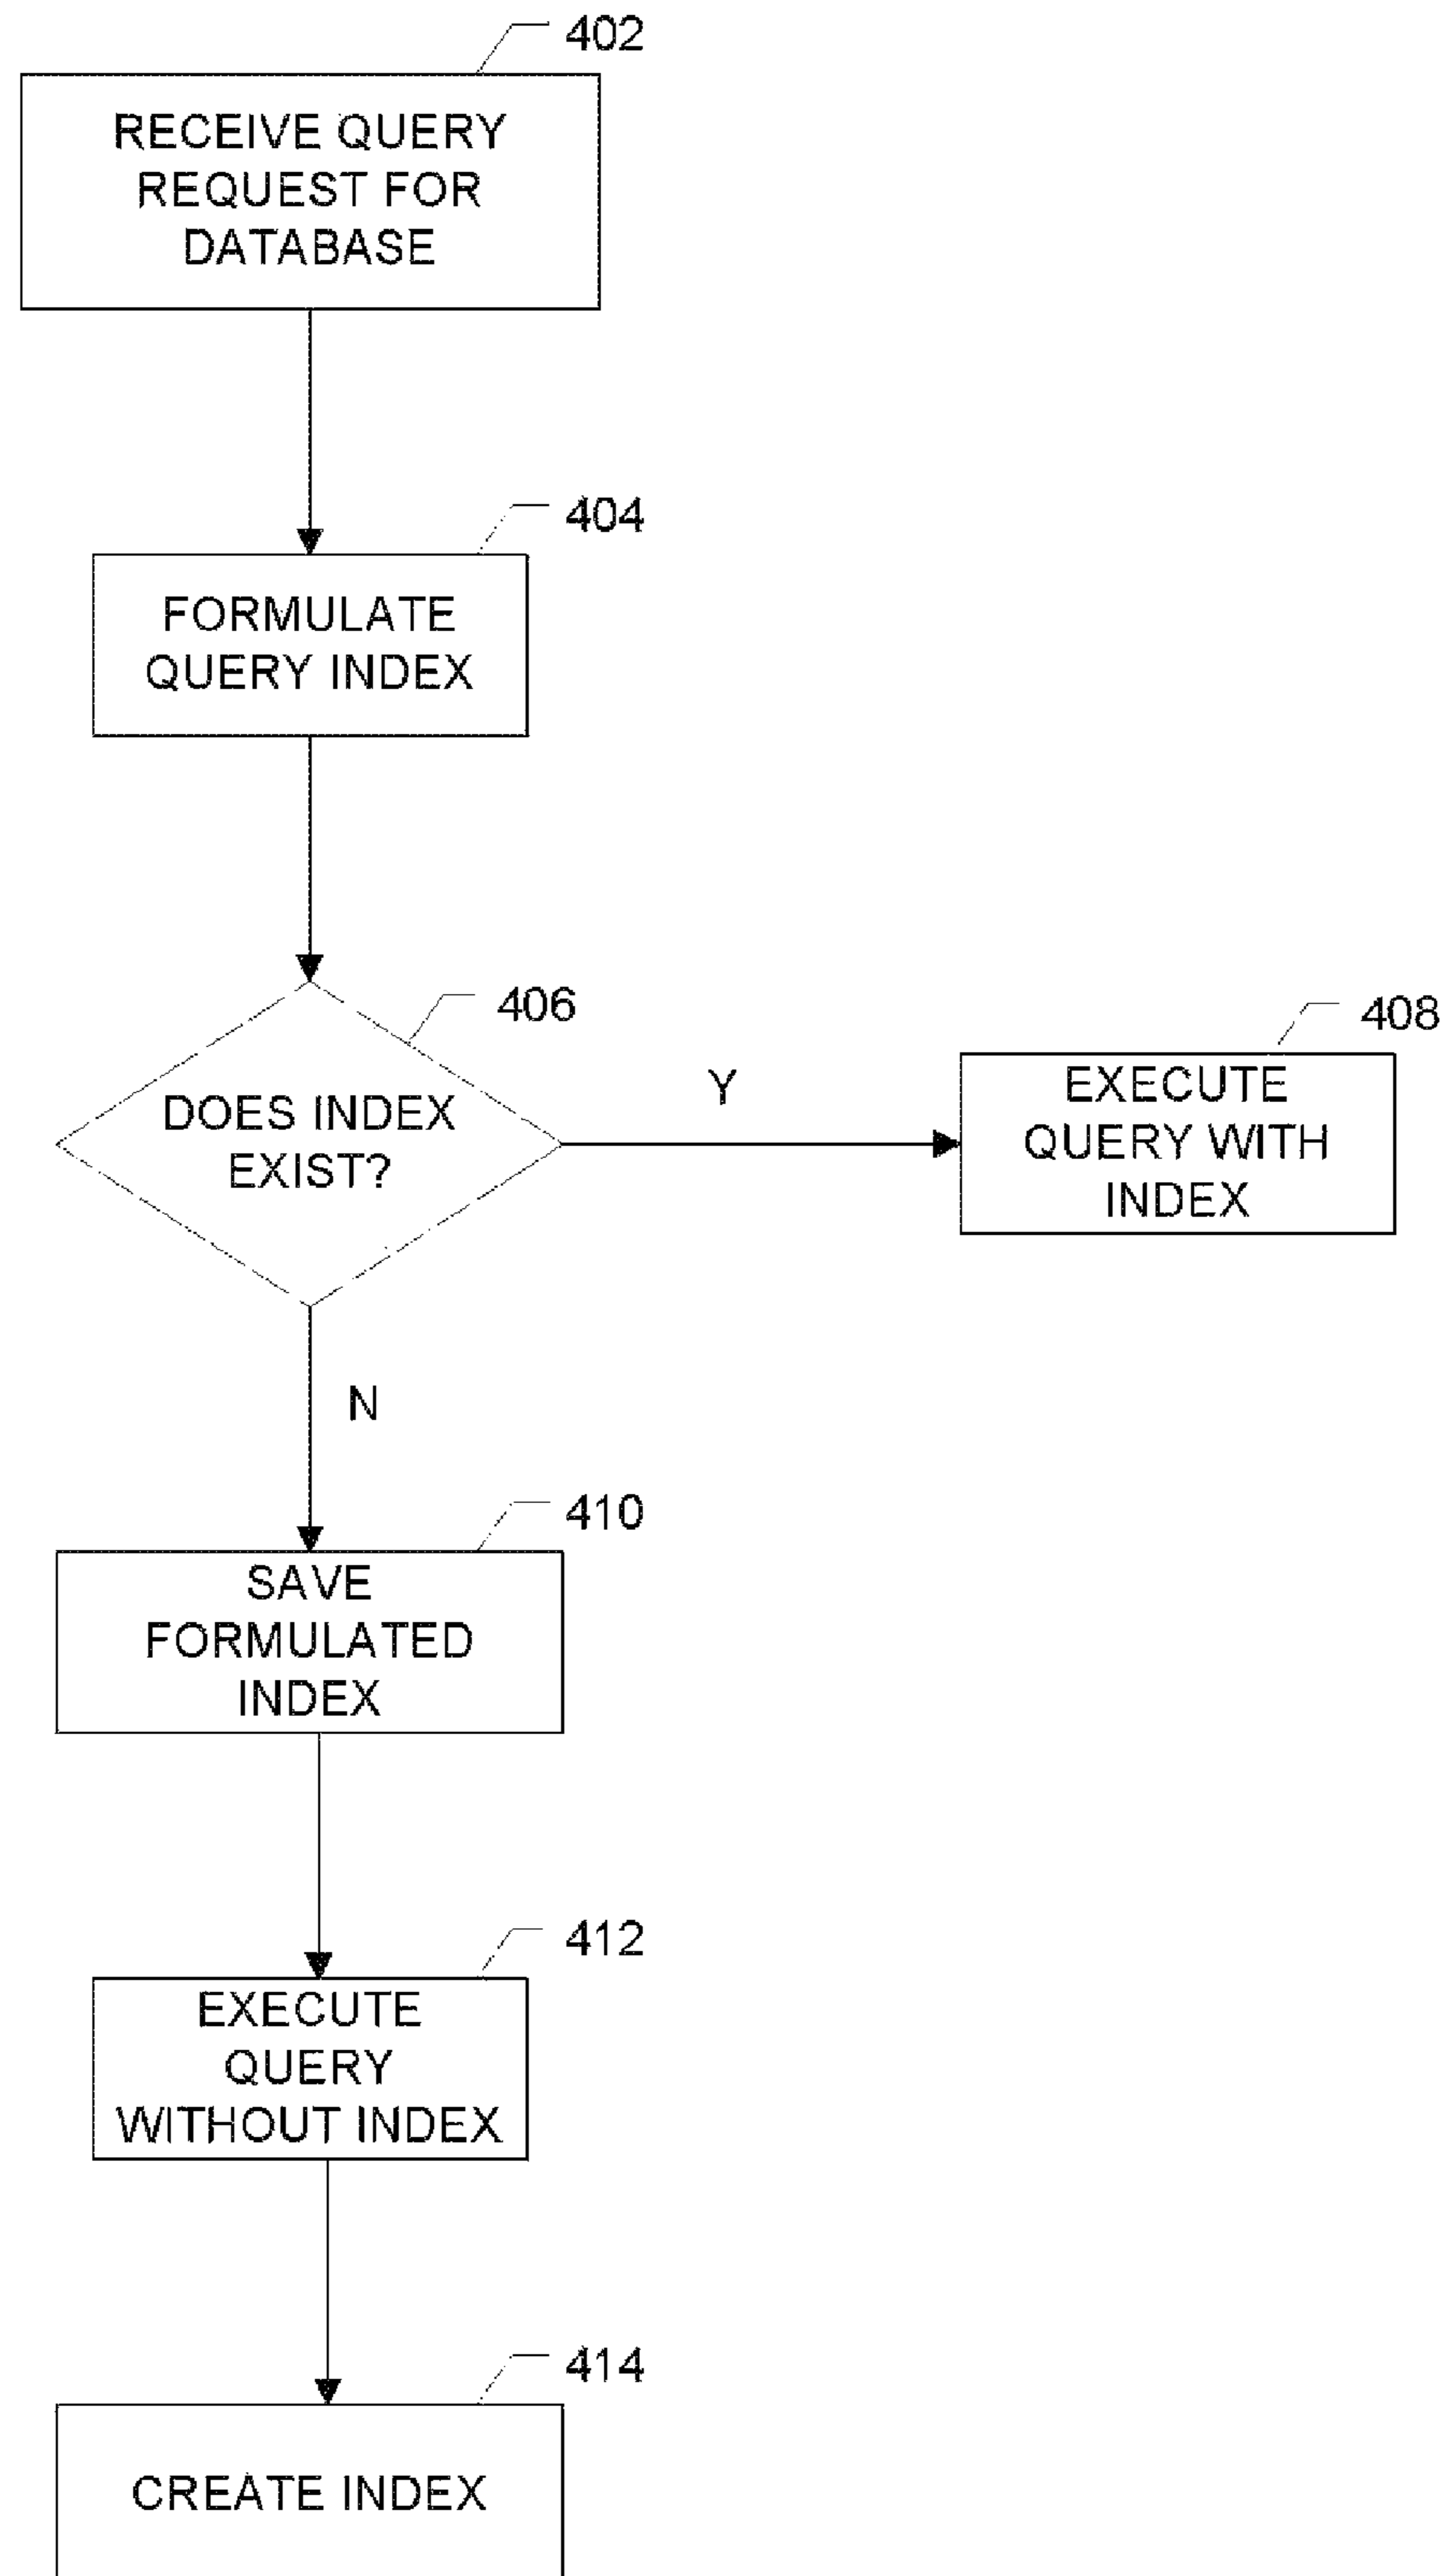 402
RECEIVE QUERY
REQUEST FOR
DATABASE
404
FORMULATE
QUERY INDEX
406
DOES INDEX
EXIST?
Y
408
EXECUTE
QUERY WITH
INDEX
N
410
SAVE
FORMULATED
INDEX
412
EXECUTE
QUERY
WITHOUT INDEX
414
CREATE INDEX